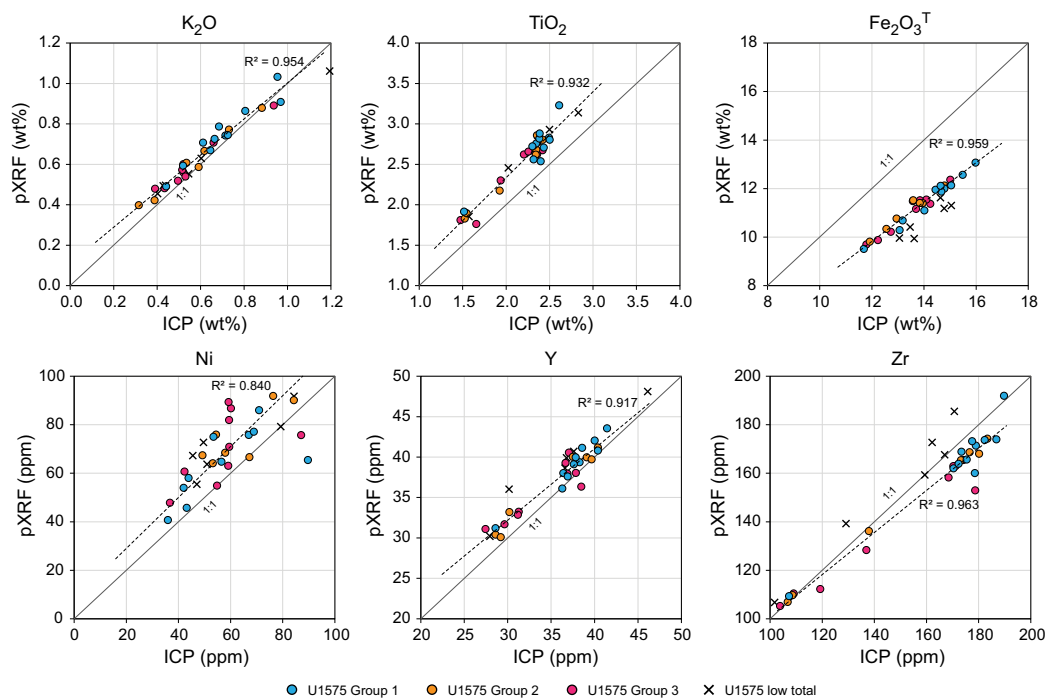 K₂O
TiO₂
Fe₂O₃ᵀ
1.2
1.0
0.8
0.6
0.4
0.2
0.0
pXRF (wt%)
R² = 0.954
1:1
0.0 0.2 0.4 0.6 0.8 1.0 1.2
ICP (wt%)
4.0
3.5
3.0
2.5
2.0
1.5
1.0
pXRF (wt%)
R² = 0.932
1:1
1.0 1.5 2.0 2.5 3.0 3.5 4.0
ICP (wt%)
18
16
14
12
10
8
pXRF (wt%)
1:1
R² = 0.959
8 10 12 14 16 18
ICP (wt%)
Ni
Y
Zr
100
80
60
40
20
0
pXRF (ppm)
R² = 0.840
1:1
0 20 40 60 80 100
ICP (ppm)
50
45
40
35
30
25
20
pXRF (ppm)
R² = 0.917
1:1
20 25 30 35 40 45 50
ICP (ppm)
200
180
160
140
120
100
pXRF (ppm)
1:1
R² = 0.963
100 120 140 160 180 200
ICP (ppm)
U1575 Group 1 U1575 Group 2 U1575 Group 3 U1575 low total